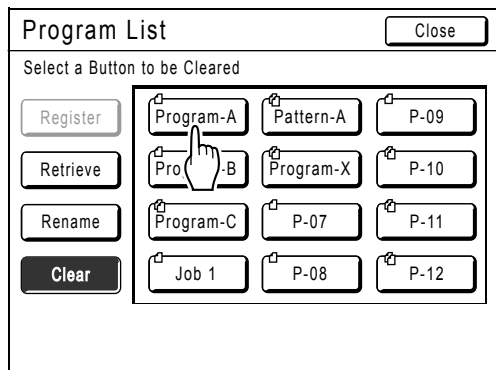 Program List
Close
Select a Button to be Cleared
Register
Program-A
Pattern-A
P-09
Retrieve
Pro -B
Program-X
P-10
Rename
Program-C
P-07
P-11
Clear
Job 1
P-08
P-12